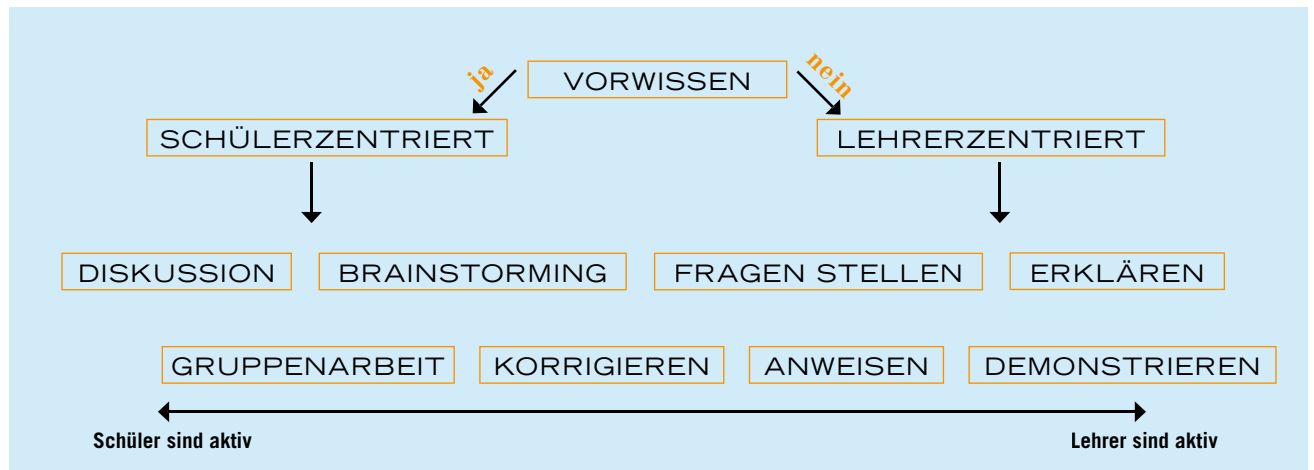 ja
VORWISSEN
nein
SCHÜLERZENTRIERT
LEHRERZENTRIERT
DISKUSSION
BRAINSTORMING
FRAGEN STELLEN
ERKLÄREN
GRUPPENARBEIT
KORRIGIEREN
ANWEISEN
DEMONSTRIEREN
Schüler sind aktiv
Lehrer sind aktiv